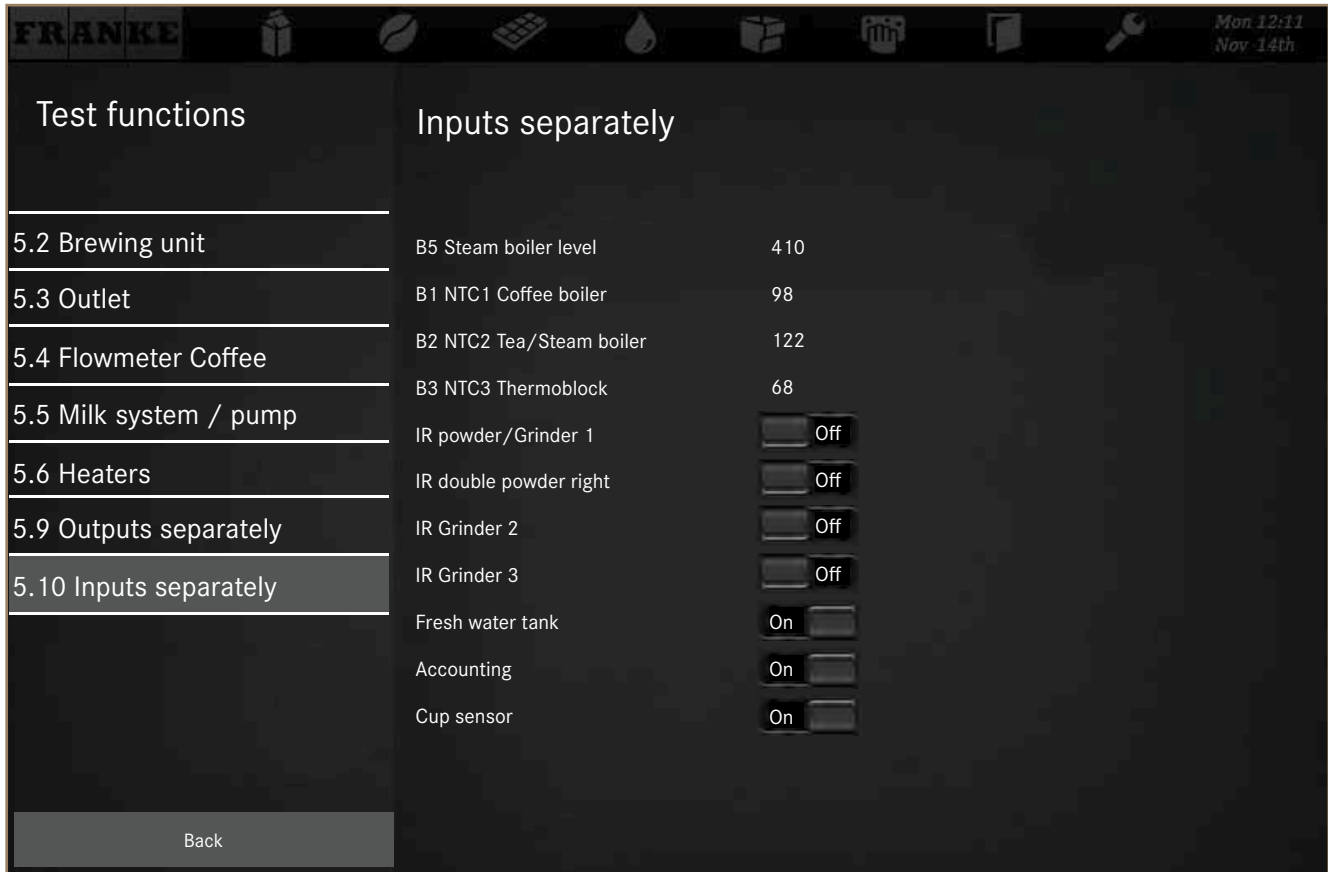 FRANKE
Mon 12:11
Nov 14th
Test functions
5.2 Brewing unit
5.3 Outlet
5.4 Flowmeter Coffee
5.5 Milk system / pump
5.6 Heaters
5.9 Outputs separately
5.10 Inputs separately
Back
Inputs separately
B5 Steam boiler level 410
B1 NTC1 Coffee boiler 98
B2 NTC2 Tea/Steam boiler 122
B3 NTC3 Thermoblock 68
IR powder/Grinder 1 Off
IR double powder right Off
IR Grinder 2 Off
IR Grinder 3 Off
Fresh water tank On
Accounting On
Cup sensor On